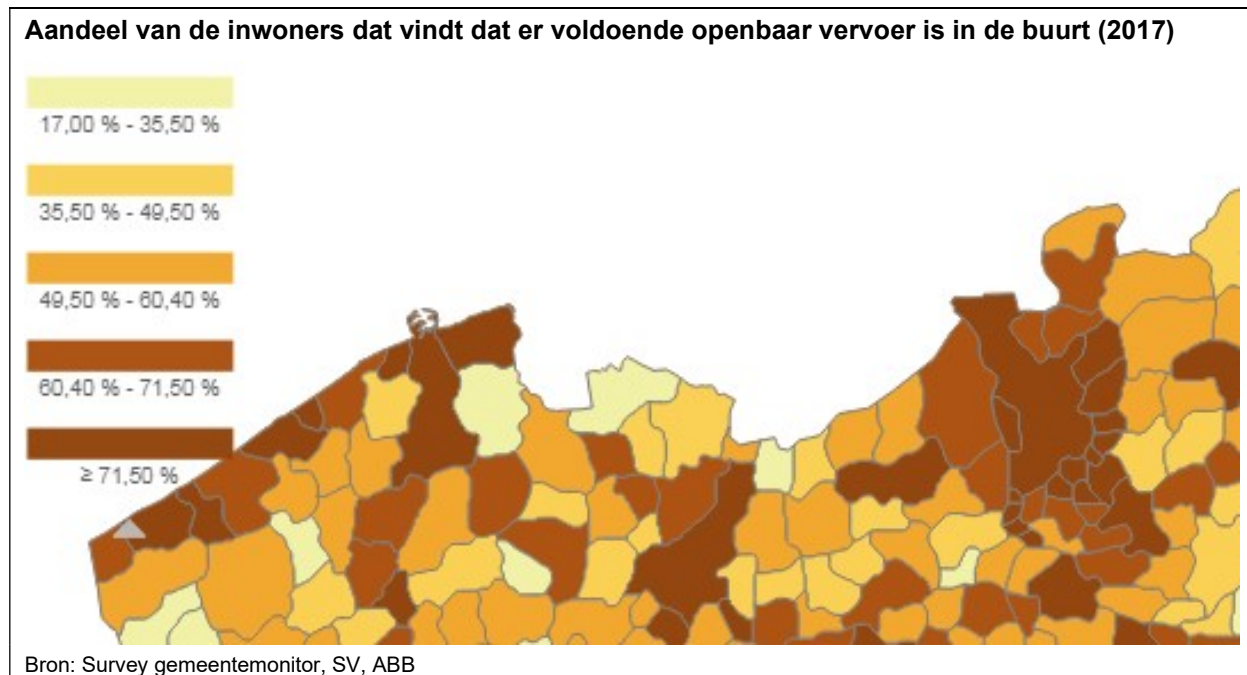 Aandeel van de inwoners dat vindt dat er voldoende openbaar vervoer is in de buurt (2017)
17,00 % - 35,50 %
35,50 % - 49,50 %
49,50 % - 60,40 %
60,40 % - 71,50 %
≥ 71,50 %
Bron: Survey gemeentemonitor, SV, ABB